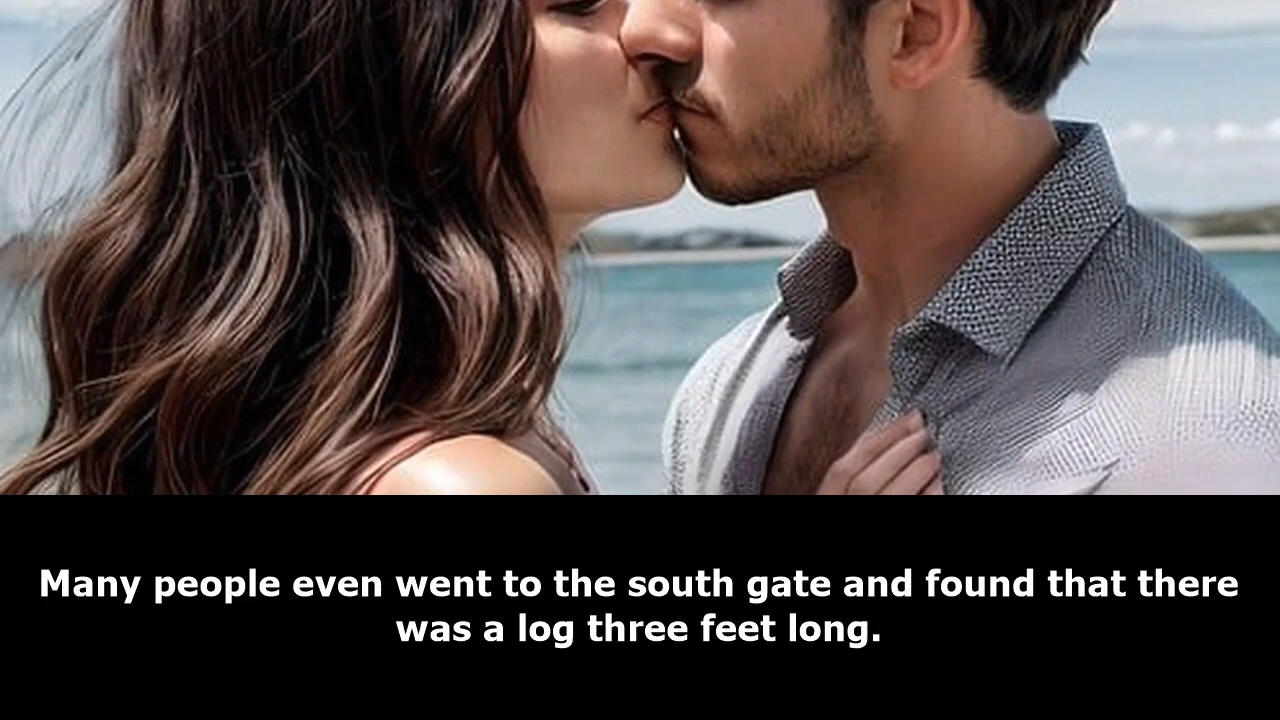 Many people even went to the south gate and found that there
was a log three feet long.